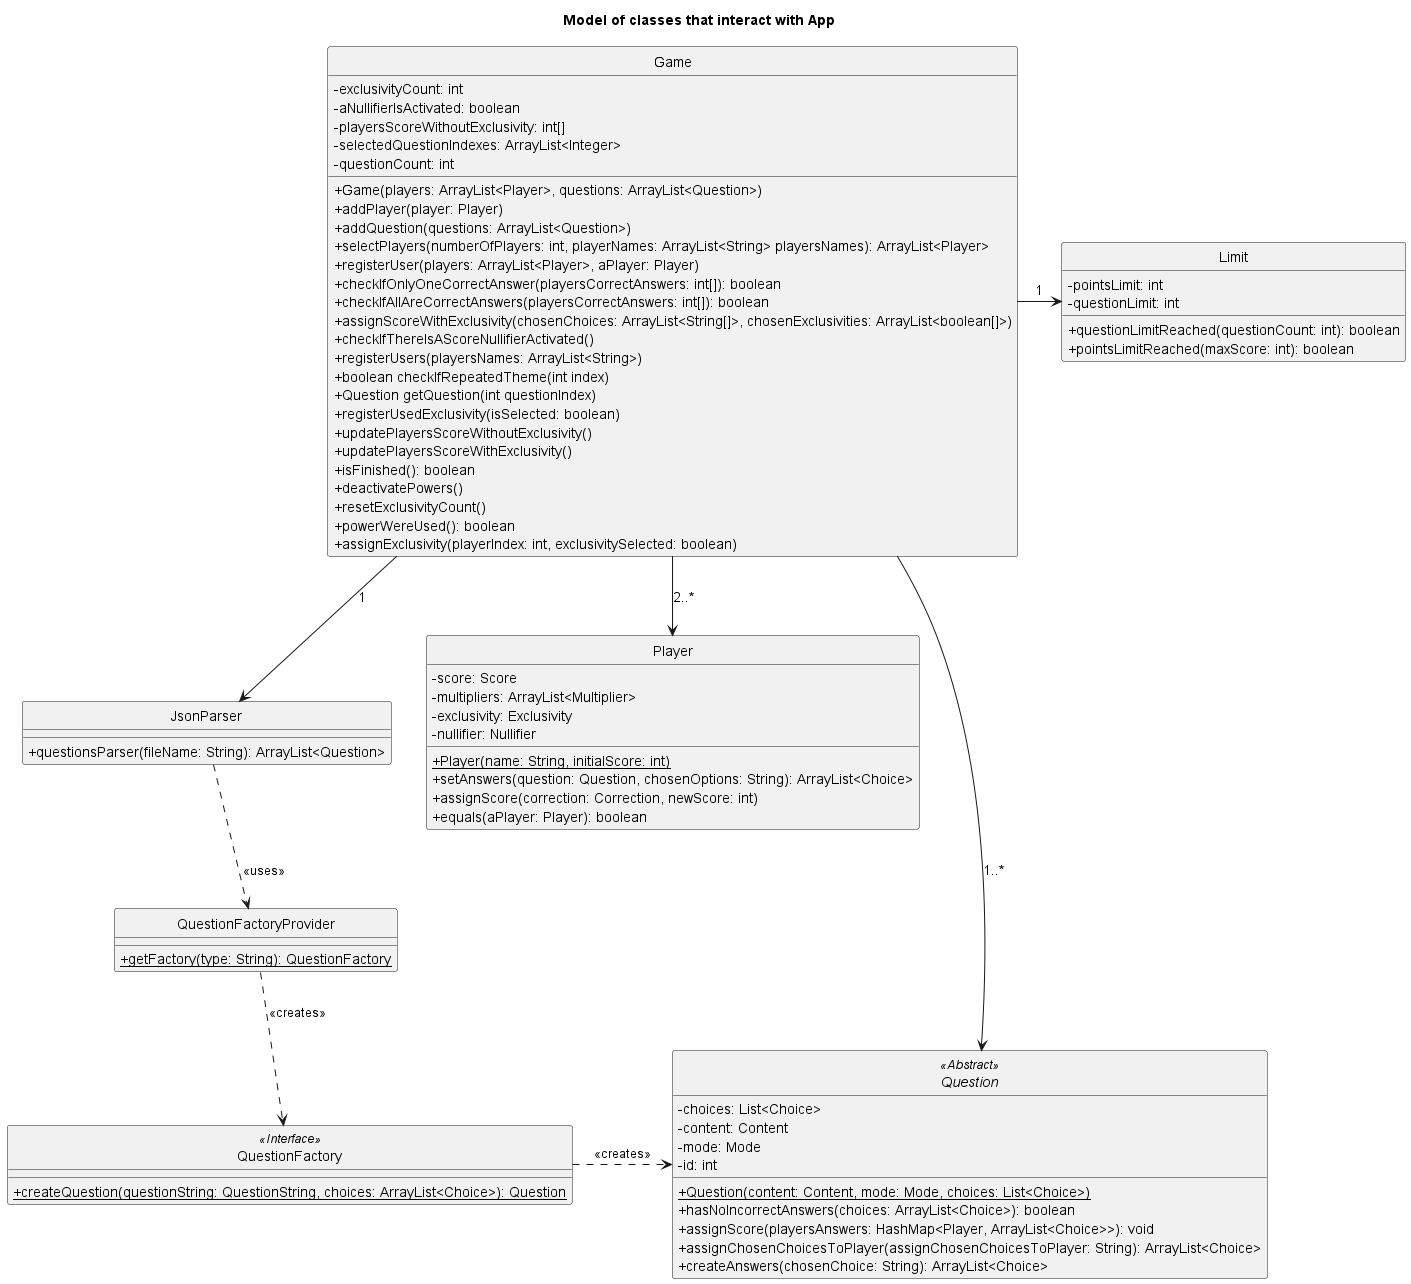 Model of classes that interact with App
Game
-exclusivityCount: int
-aNullifierIsActivated: boolean
-playersScoreWithoutExclusivity: int[]
-selectedQuestionIndexes: ArrayList<Integer>
-questionCount: int
+Game(players: ArrayList<Player>, questions: ArrayList<Question>)
+addPlayer(player: Player)
+addQuestion(questions: ArrayList<Question>)
+selectPlayers(numberOfPlayers: int, playerNames: ArrayList<String> playersNames): ArrayList<Player>
+registerUser(players: ArrayList<Player>, aPlayer: Player)
+checkIfOnlyOneCorrectAnswer(playersCorrectAnswers: int[]): boolean
+checkIfAllAreCorrectAnswers(playersCorrectAnswers: int[]): boolean
+assignScoreWithExclusivity(chosenChoices: ArrayList<String[]>, chosenExclusivities: ArrayList<boolean[]>)
+checkIfThereIsAScoreNullifierActivated()
+registerUsers(playersNames: ArrayList<String>)
+boolean checkIfRepeatedTheme(int index)
+Question getQuestion(int questionIndex)
+registerUsedExclusivity(isSelected: boolean)
+updatePlayersScoreWithoutExclusivity()
+updatePlayersScoreWithExclusivity()
+isFinished(): boolean
+deactivatePowers()
+resetExclusivityCount()
+powerWereUsed(): boolean
+assignExclusivity(playerIndex: int, exclusivitySelected: boolean)
1
Limit
-pointsLimit: int
-questionLimit: int
+questionLimitReached(questionCount: int): boolean
+pointsLimitReached(maxScore: int): boolean
1
2..*
Player
-score: Score
-multipliers: ArrayList<Multiplier>
-exclusivity: Exclusivity
-nullifier: Nullifier
+Player(name: String, initialScore: int)
+setAnswers(question: Question, chosenOptions: String): ArrayList<Choice>
+assignScore(correction: Correction, newScore: int)
+equals(aPlayer: Player): boolean
JsonParser
+questionsParser(fileName: String): ArrayList<Question>
«uses»
1..*
QuestionFactoryProvider
+getFactory(type: String): QuestionFactory
«creates»
«Interface»
QuestionFactory
+createQuestion(questionString: QuestionString, choices: ArrayList<Choice>): Question
«creates»
«Abstract»
Question
-choices: List<Choice>
-content: Content
-mode: Mode
-id: int
+Question(content: Content, mode: Mode, choices: List<Choice>)
+hasNoIncorrectAnswers(choices: ArrayList<Choice>): boolean
+assignScore(playersAnswers: HashMap<Player, ArrayList<Choice>>): void
+assignChosenChoicesToPlayer(assignChosenChoicesToPlayer: String): ArrayList<Choice>
+createAnswers(chosenChoice: String): ArrayList<Choice>